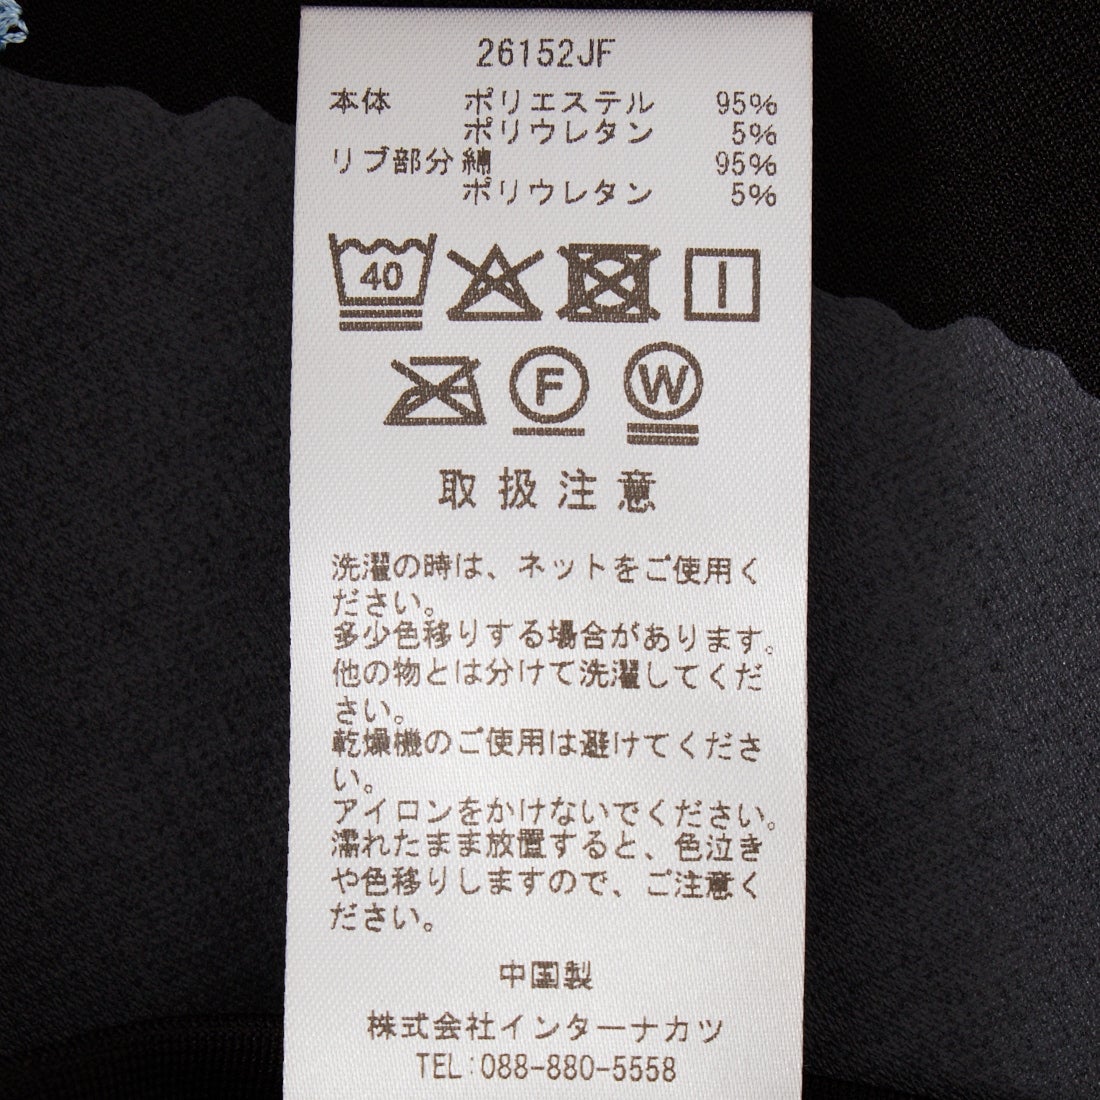 26152JF
本体 ポリエステル 95%
ポリウレタン 5%
リブ部分 綿 95%
ポリウレタン 5%
40
F W
取扱注意
洗濯の時は、ネットをご使用く
ださい。
多少色移りする場合があります。
他の物とは分けて洗濯してくだ
さい。
乾燥機のご使用は避けてくださ
い。
アイロンをかけないでください。
濡れたまま放置すると、色泣き
や色移りしますので、ご注意く
ださい。
中国製
株式会社インターナカツ
TEL:088-880-5558